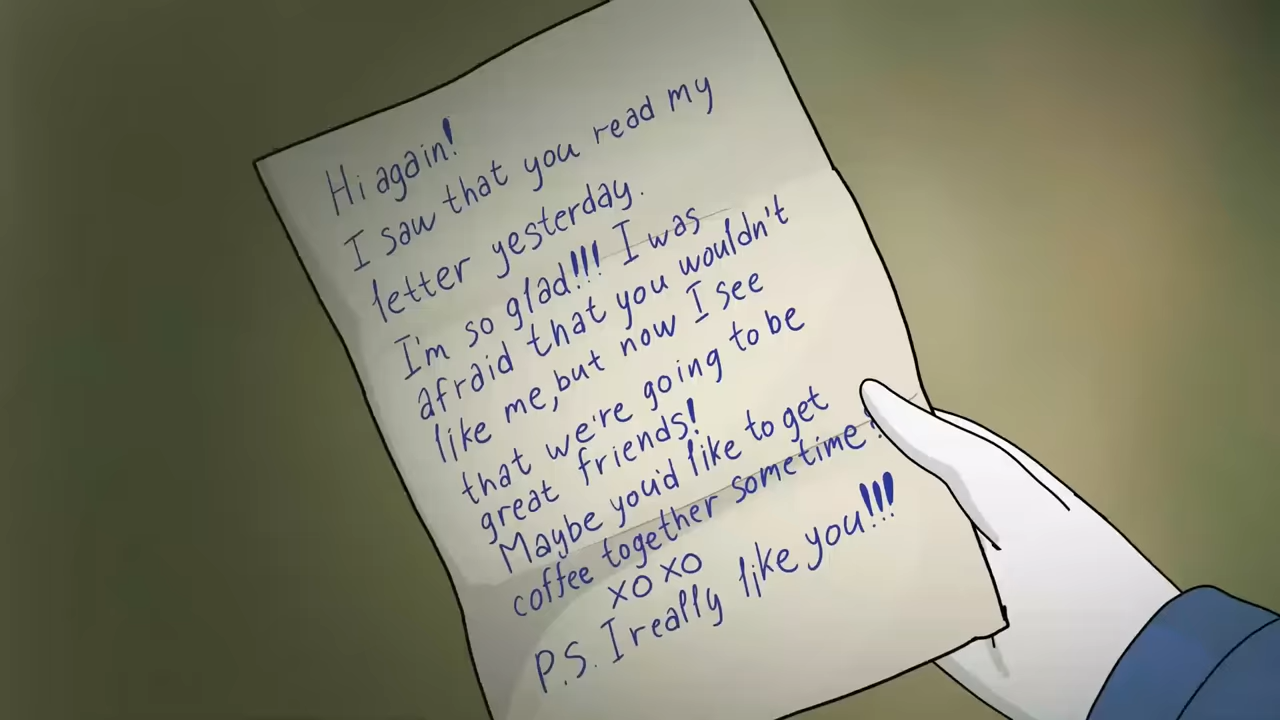 Hi again!
I saw that you read my
letter yesterday.
I'm so glad!!! I was
afraid that you wouldn't
like me, but now I see
that we're going to be
great friends!
Maybe you'd like to get
coffee together sometime?
XOXO
P.S. I really like you!!!